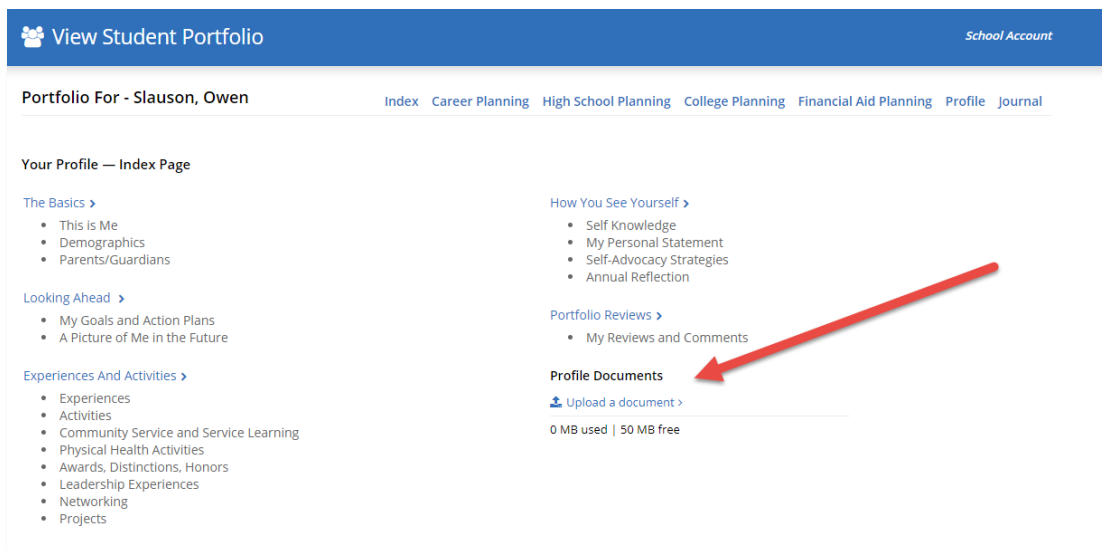 View Student Portfolio
School Account
Portfolio For - Slauson, Owen
Index Career Planning High School Planning College Planning Financial Aid Planning Profile Journal
Your Profile — Index Page
The Basics >
• This is Me
• Demographics
• Parents/Guardians
Looking Ahead >
• My Goals and Action Plans
• A Picture of Me in the Future
Experiences And Activities >
• Experiences
• Activities
• Community Service and Service Learning
• Physical Health Activities
• Awards, Distinctions, Honors
• Leadership Experiences
• Networking
• Projects
How You See Yourself >
• Self Knowledge
• My Personal Statement
• Self-Advocacy Strategies
• Annual Reflection
Portfolio Reviews >
• My Reviews and Comments
Profile Documents
Upload a document >
0 MB used | 50 MB free